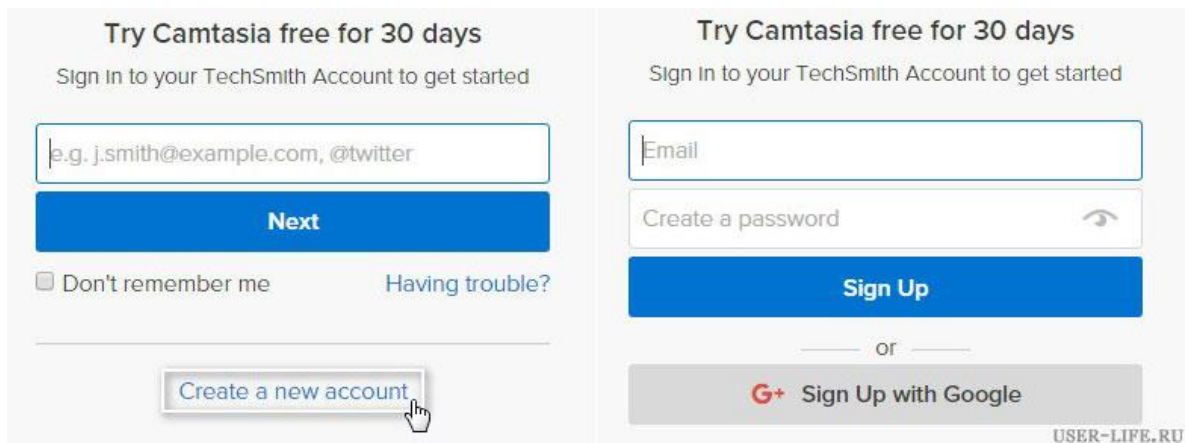 Try Camtasia free for 30 days
Sign in to your TechSmith Account to get started
e.g. j.smith@example.com, @twitter
Next
Don't remember me
Having trouble?
Create a new account
Try Camtasia free for 30 days
Sign in to your TechSmith Account to get started
Email
Create a password
Sign Up
or
G+ Sign Up with Google
USER-LIFE.RU